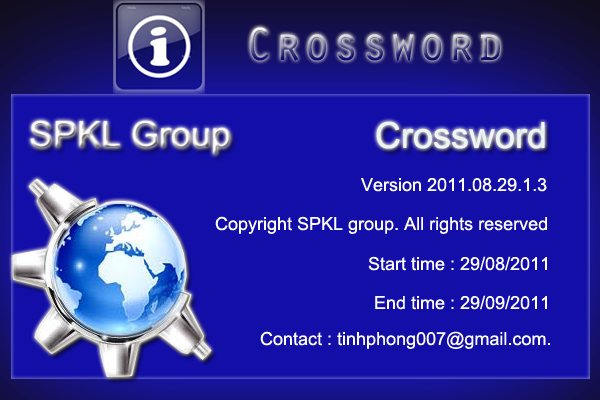 Crossword
SPKL Group
Crossword
Version 2011.08.29.1.3
Copyright SPKL group. All rights reserved
Start time : 29/08/2011
End time : 29/09/2011
Contact : tinhphong007@gmail.com.